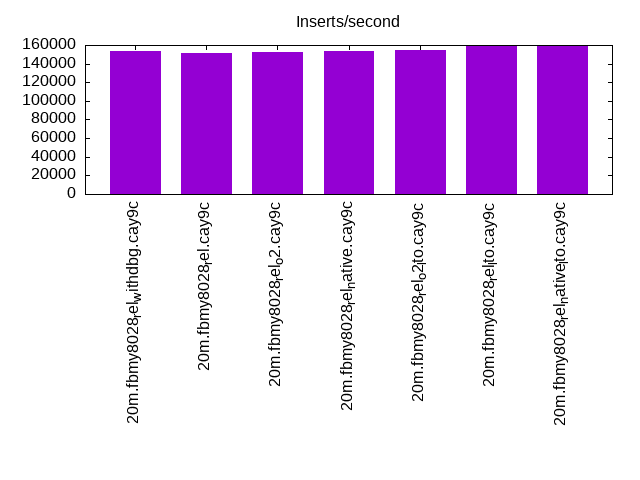 Inserts/second
160000
140000
120000
100000
80000
60000
40000
20000
0
20m.fbmy8028relwithdbg.cay9c
20m.fbmy8028rel.cay9c
20m.fbmy8028relo2.cay9c
20m.fbmy8028relnative.cay9c
20m.fbmy8028relo2lto.cay9c
20m.fbmy8028rellto.cay9c
20m.fbmy8028relnativelto.cay9c